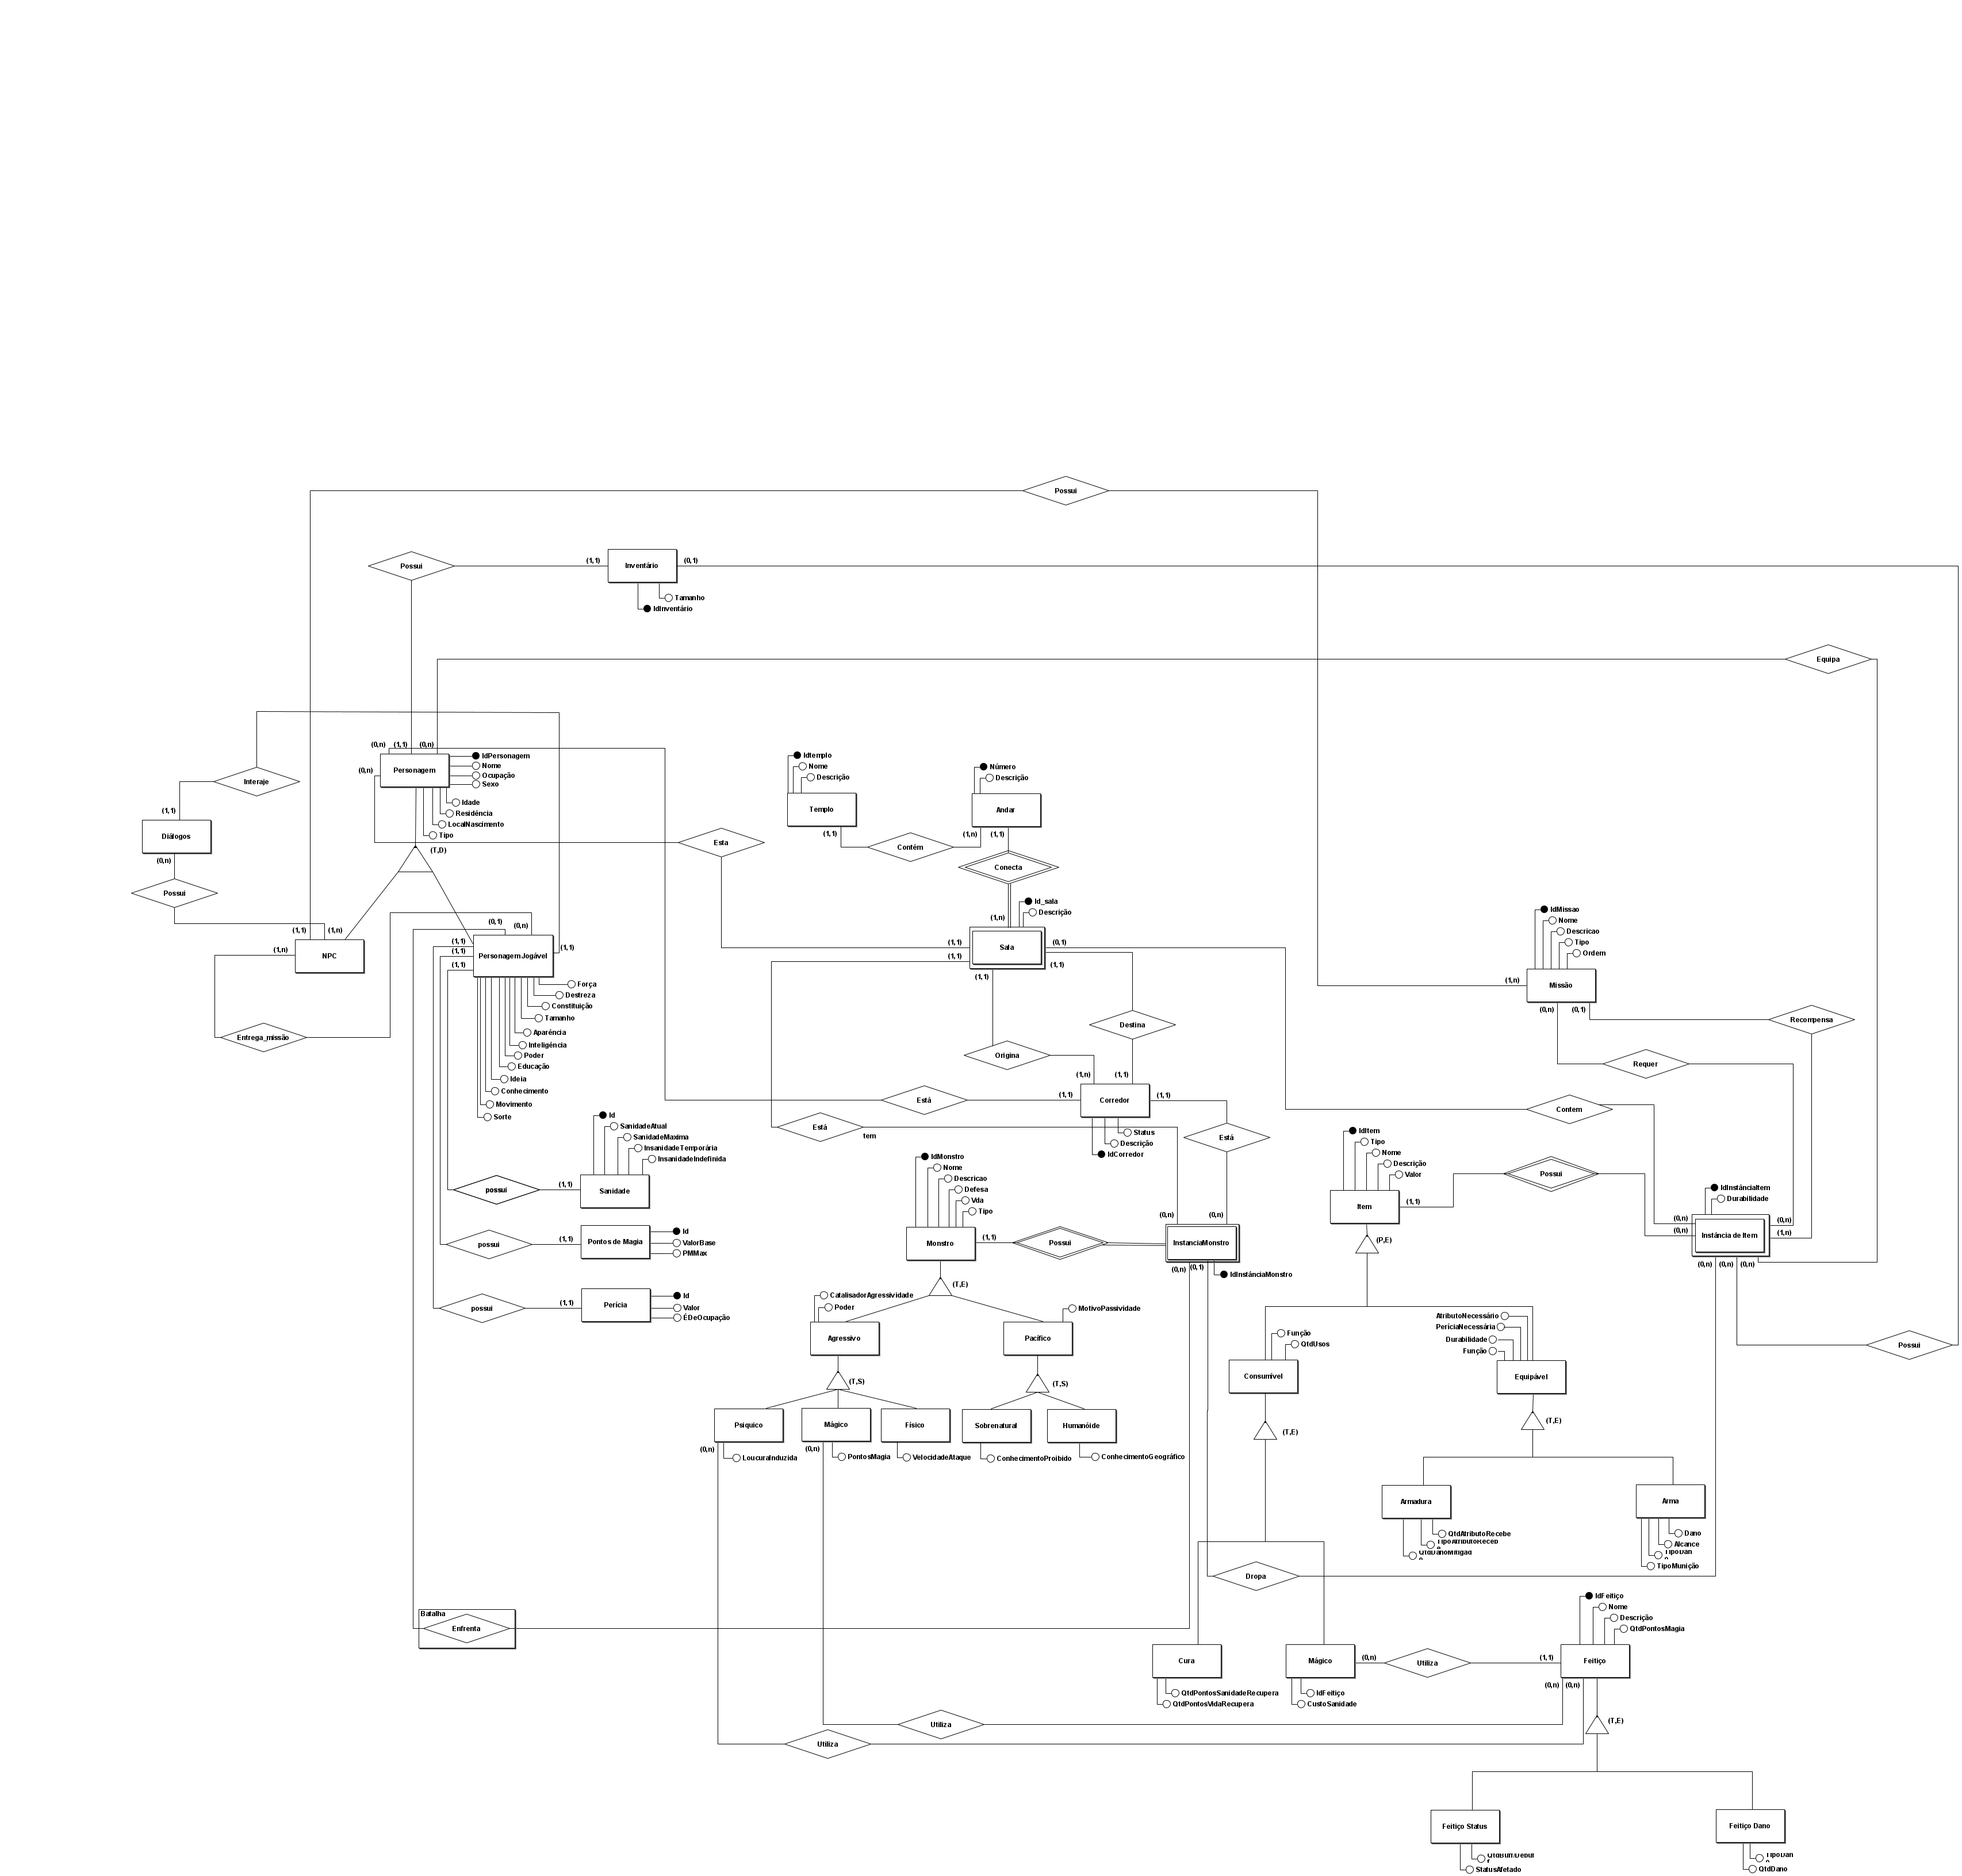 Possui
Possui
(1,1)
Inventário
(0,1)
Tamanho
IdInventário
Equipa
(0,n)
(1,1)
(0,n)
(0,n)
Personagem
IdPersonagem
Nome
Ocupação
Sexo
Idade
Residência
LocalNascimento
Tipo
(T,D)
Interaje
(1,1)
Diálogos
(0,n)
Possui
Idtemplo
Nome
Descrição
Templo
(1,1)
Contém
Número
Descrição
Andar
(1,n)
(1,1)
Conecta
Esta
Id_sala
Descrição
(1,n)
(1,1)
Sala
(0,1)
(1,1)
(1,1)
(1,1)
(1,1)
(1,n)
NPC
(1,n)
(0,1)
(0,n)
(1,1)
(1,1)
(1,1)
PersonagemJogável
(1,1)
Força
Destreza
Constituição
Tamanho
Aparência
Inteligência
Poder
Educação
Ideia
Conhecimento
Movimento
Sorte
Entrega_missão
IdMissao
Nome
Descricao
Tipo
Ordem
(1,n)
Missão
(0,n)
(0,1)
Recompensa
Requer
Destina
Origina
(1,n)
(1,1)
Está
(1,1)
Corredor
(1,1)
Status
Descrição
IdCorredor
Está
tem
Está
Contem
Id
SanidadeAtual
SanidadeMaxima
InsanidadeTemporária
InsanidadeIndefinida
possui
(1,1)
Sanidade
possui
(1,1)
Pontos de Magia
Id
ValorBase
PMMax
possui
(1,1)
Perícia
Id
Valor
ÉDeOcupação
IdMonstro
Nome
Descricao
Defesa
Vda
Tipo
Monstro
(1,1)
Possui
(0,n)
(0,n)
InstanciaMonstro
(0,n)
(0,1)
IdInstânciaMonstro
(T,E)
CatalisadorAgressividade
Poder
Agressivo
(T,S)
MotivoPassividade
Pacífico
(T,S)
Psiquico
(0,n)
LoucuraInduzida
Mágico
(0,n)
PontosMagia
Físico
VelocidadeAtaque
Sobrenatural
ConhecimentoProibido
Humanóide
ConhecimentoGeográfico
IdItem
Tipo
Nome
Descrição
Valor
Item
(1,1)
Possui
(P,E)
IdInstânciaItem
Durabilidade
(0,n)
(0,n)
Instância de Item
(0,n)
(1,n)
(0,n)
(0,n)
(0,n)
Possui
Função
QtdUsos
Consumível
(T,E)
AtributoNecessário
PeríciaNecessária
Durabilidade
Função
Equipável
(T,E)
Armadura
QtdAtributoRecebe
TipoAtributoReceb
QtdDanoMitigad
Arma
Dano
Alcance
TipoDan
TipoMunição
Dropa
Batalha
Enfrenta
Cura
QtdPontosSanidadeRecupera
QtdPontosVidaRecupera
Mágico
IdFeitiço
CustoSanidade
(0,n)
Utiliza
(1,1)
IdFeitiço
Nome
Descrição
QtdPontosMagia
Feitiço
(0,n)
(0,n)
Utiliza
Utiliza
(T,E)
Feitiço Status
StatusAfetado
Feitiço Dano
TipoDan
QtdDano